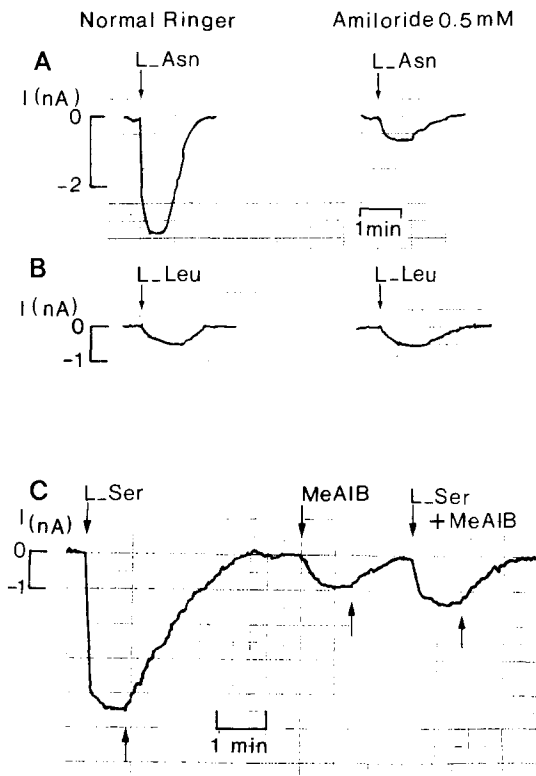 Normal Ringer Amiloride 0.5 mM
A
L_Asn L_Asn
I (nA)
0
-2
1min
B
L_Leu L_Leu
I (nA)
0
-1
C
L_Ser MeAIB L_Ser
+MeAIB
I (nA)
0
-1
1 min